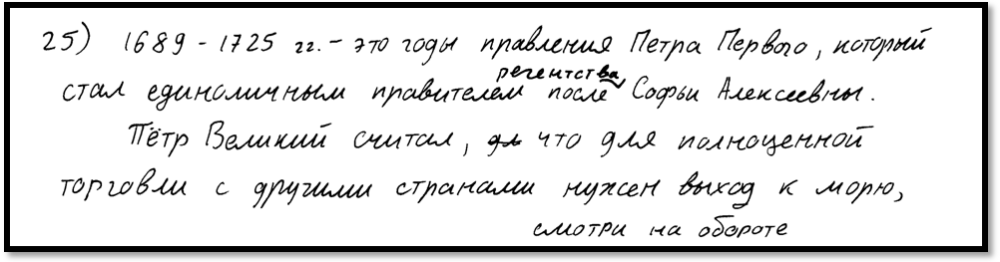 25) 1689 - 1725 гг. - это годы правления Петра Первого, который
стал единоличным правителем после регентства Софьи Алексеевны.
Пётр Великий считал, дл что для полноценной
торговли с другими странами нужен выход к морю,
смотри на обороте